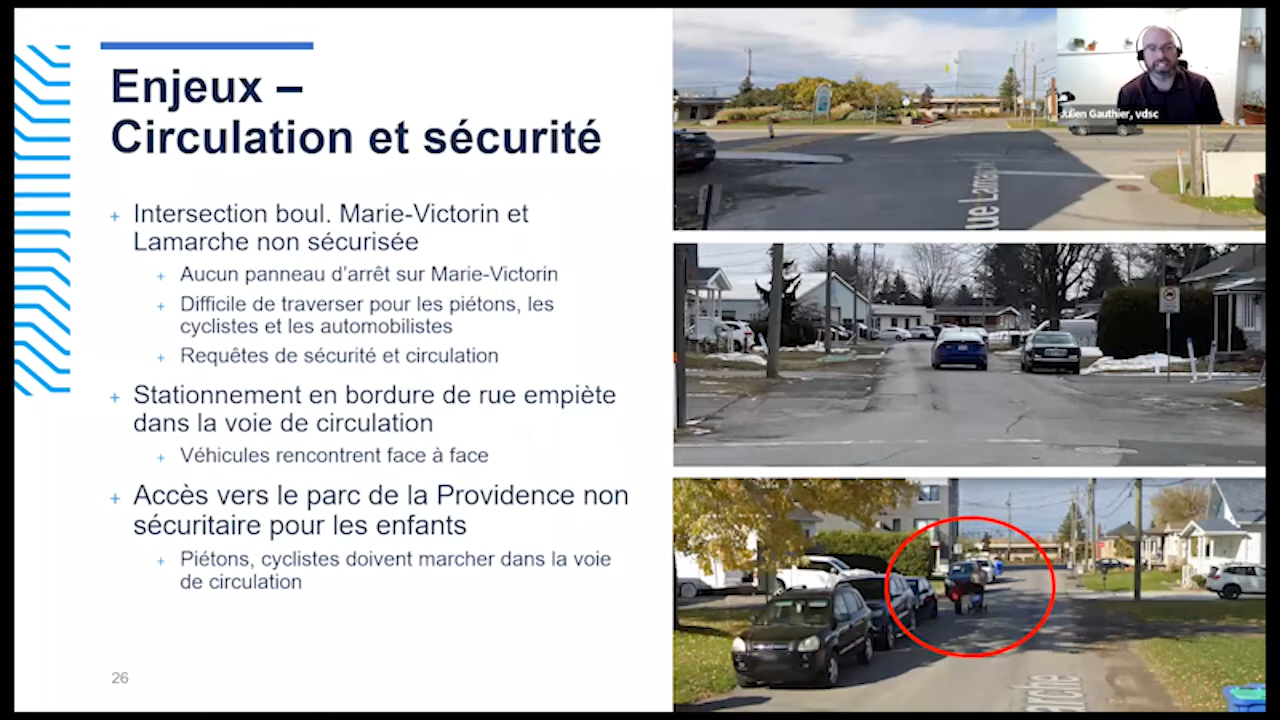 Enjeux –
Circulation et sécurité
+ Intersection boul. Marie-Victorin et
Lamarche non sécurisée
+ Aucun panneau d'arrêt sur Marie-Victorin
+ Difficile de traverser pour les piétons, les
cyclistes et les automobilistes
+ Requêtes de sécurité et circulation
+ Stationnement en bordure de rue empiète
dans la voie de circulation
+ Véhicules rencontrent face à face
+ Accès vers le parc de la Providence non
sécuritaire pour les enfants
+ Piétons, cyclistes doivent marcher dans la voie
de circulation
26
Julien Gauthier, vdsc